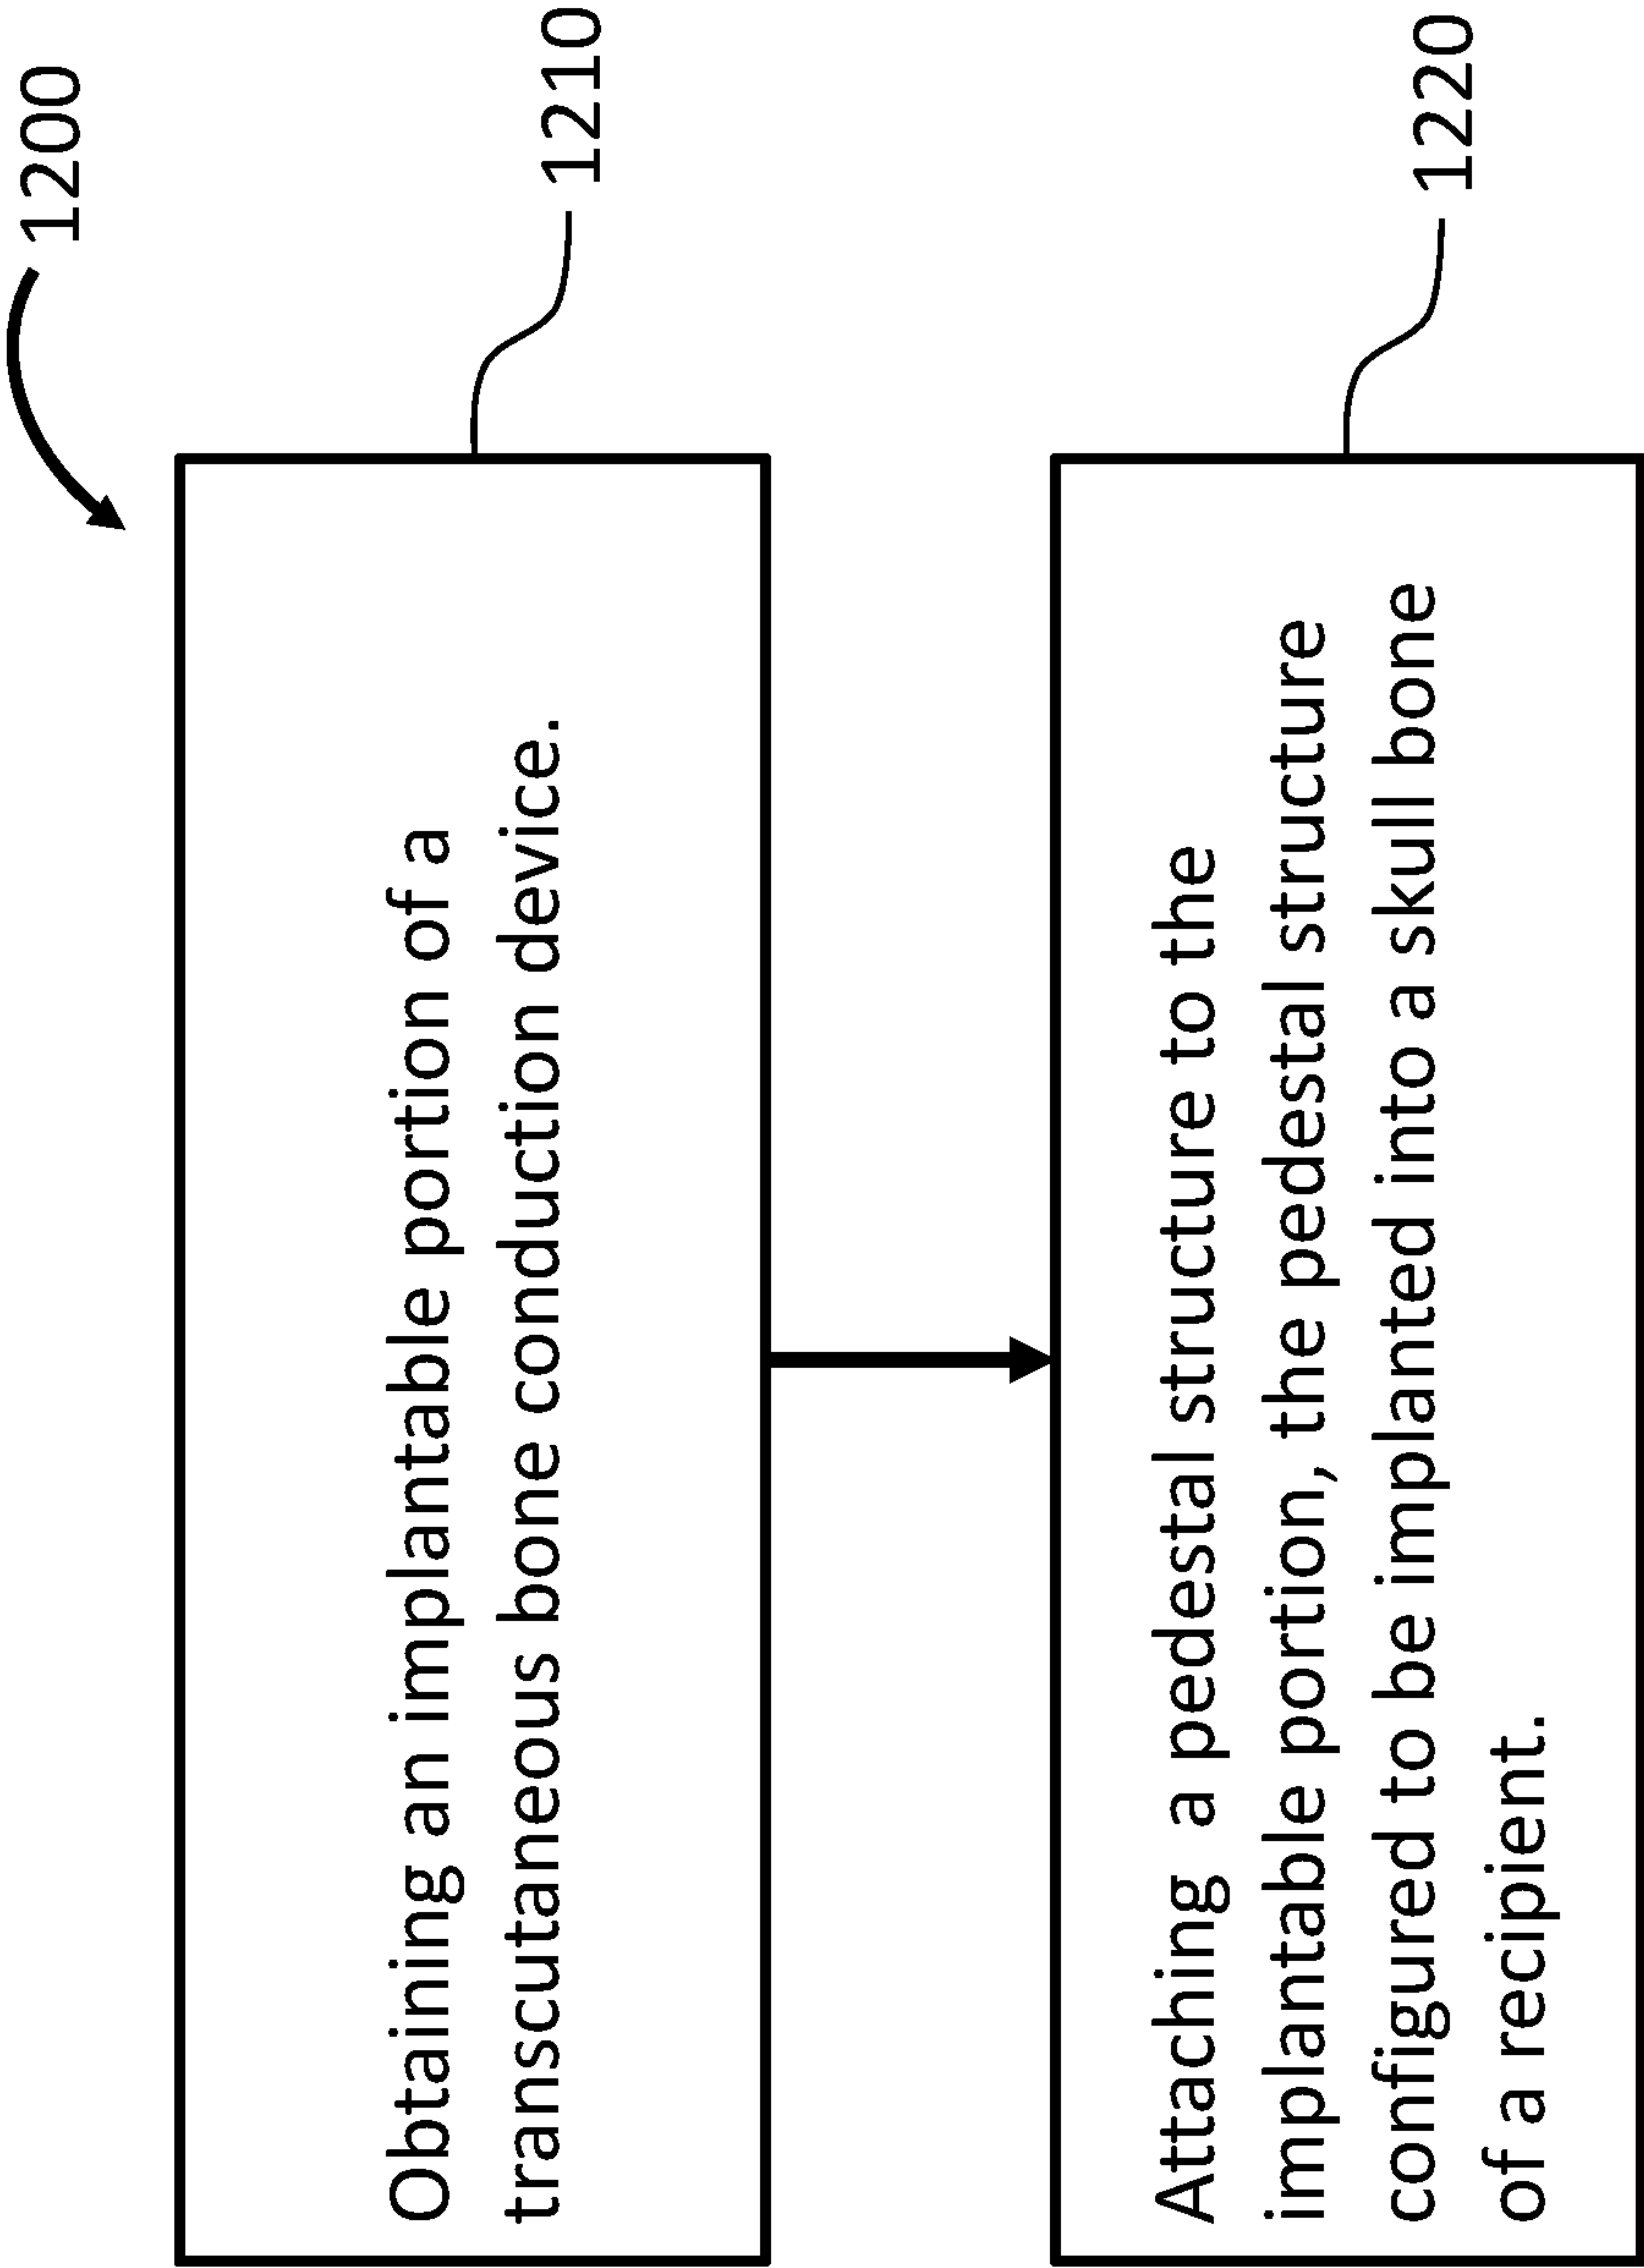 1200
Obtaining an implantable portion of a
transcutaneous bone conduction device.
1210
Attaching  a pedestal structure to the
implantable portion, the pedestal structure
configured to be implanted into a skull bone
of a recipient.
1220